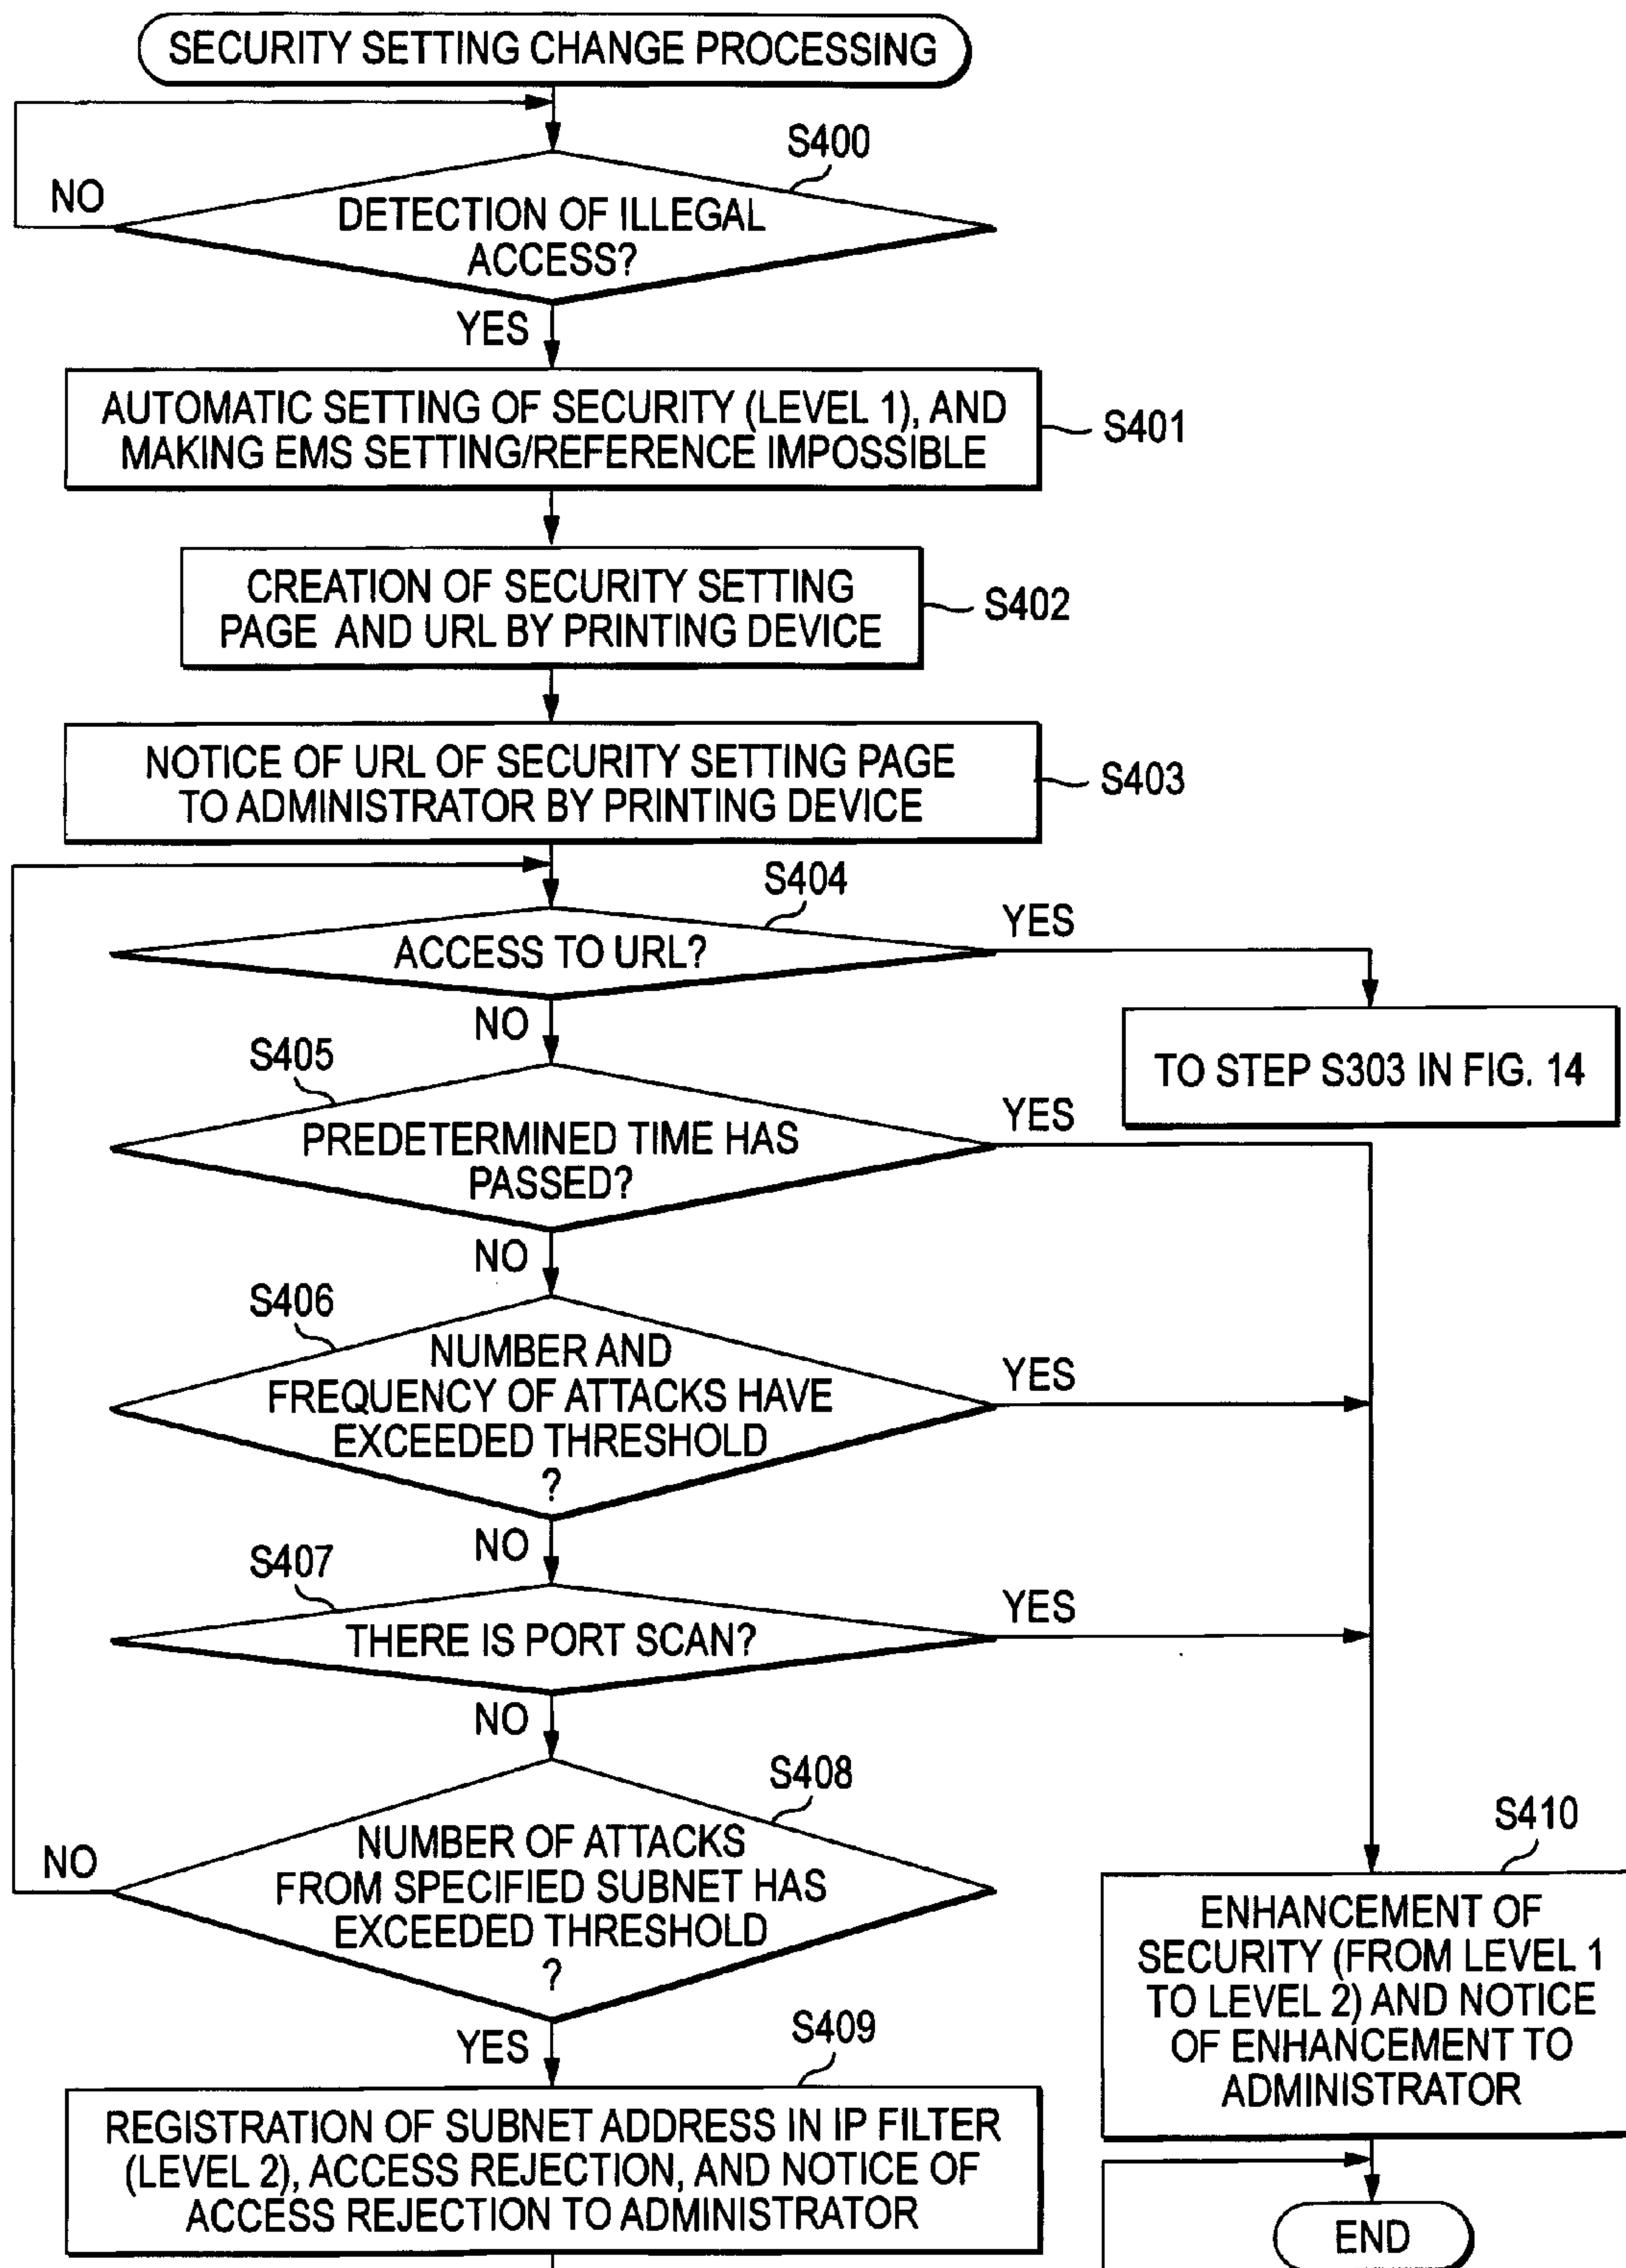 SECURITY SETTING CHANGE PROCESSING
S400
NO
DETECTION OF ILLEGAL
ACCESS?
YES
AUTOMATIC SETTING OF SECURITY (LEVEL 1), AND
MAKING EMS SETTING/REFERENCE IMPOSSIBLE
S401
CREATION OF SECURITY SETTING
PAGE AND URL BY PRINTING DEVICE
S402
NOTICE OF URL OF SECURITY SETTING PAGE
TO ADMINISTRATOR BY PRINTING DEVICE
S403
S404
ACCESS TO URL?
YES
NO
TO STEP S303 IN FIG. 14
S405
PREDETERMINED TIME HAS
PASSED?
YES
NO
S406
NUMBER AND
FREQUENCY OF ATTACKS HAVE
EXCEEDED THRESHOLD
?
YES
NO
S407
THERE IS PORT SCAN?
YES
NO
S408
NUMBER OF ATTACKS
FROM SPECIFIED SUBNET HAS
EXCEEDED THRESHOLD
?
NO
YES
S410
ENHANCEMENT OF
SECURITY (FROM LEVEL 1
TO LEVEL 2) AND NOTICE
OF ENHANCEMENT TO
ADMINISTRATOR
S409
REGISTRATION OF SUBNET ADDRESS IN IP FILTER
(LEVEL 2), ACCESS REJECTION, AND NOTICE OF
ACCESS REJECTION TO ADMINISTRATOR
END